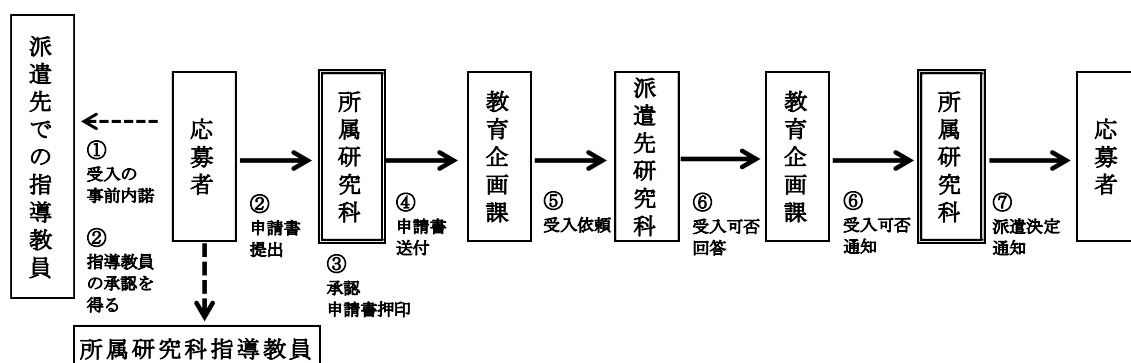 派遣先での指導教員
①
受入の
事前内諾
②
指導教員
の承認を
得る
応募者
所属研究科指導教員
②
申請書
提出
所属研究科
③
承認
申請書押印
④
申請書
送付
教育企画課
⑤
受入依頼
派遣先研究科
⑥
受入可否
回答
教育企画課
⑥
受入可否
通知
所属研究科
⑦
派遣決定
通知
応募者